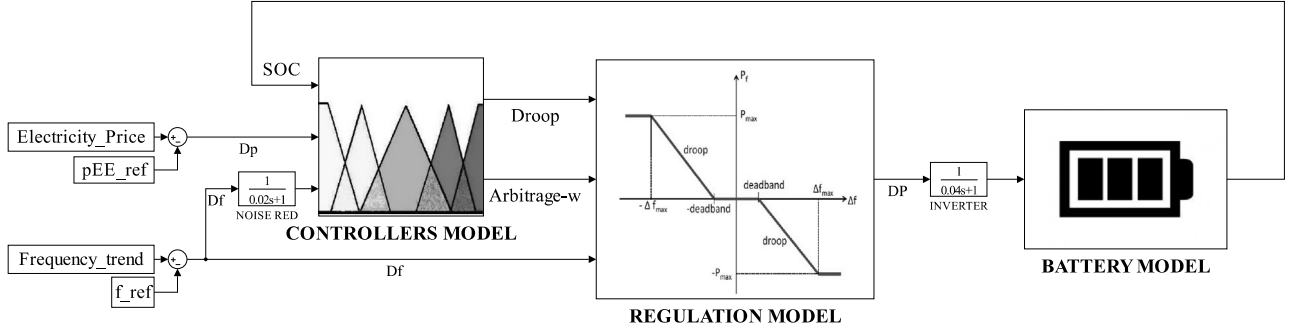 SOC
Electricity_Price
+
-
Dp
pEE_ref
Df
1
0.02s+1
NOISE RED
CONTROLLERS MODEL
Frequency_trend
+
-
f_ref
Df
Droop
Arbitrage-w
P_f
P_max
droop
deadband
Δf_max
- Δ f_max
-deadband
Δf
droop
-P_max
REGULATION MODEL
DP
1
0.04s+1
INVERTER
BATTERY MODEL